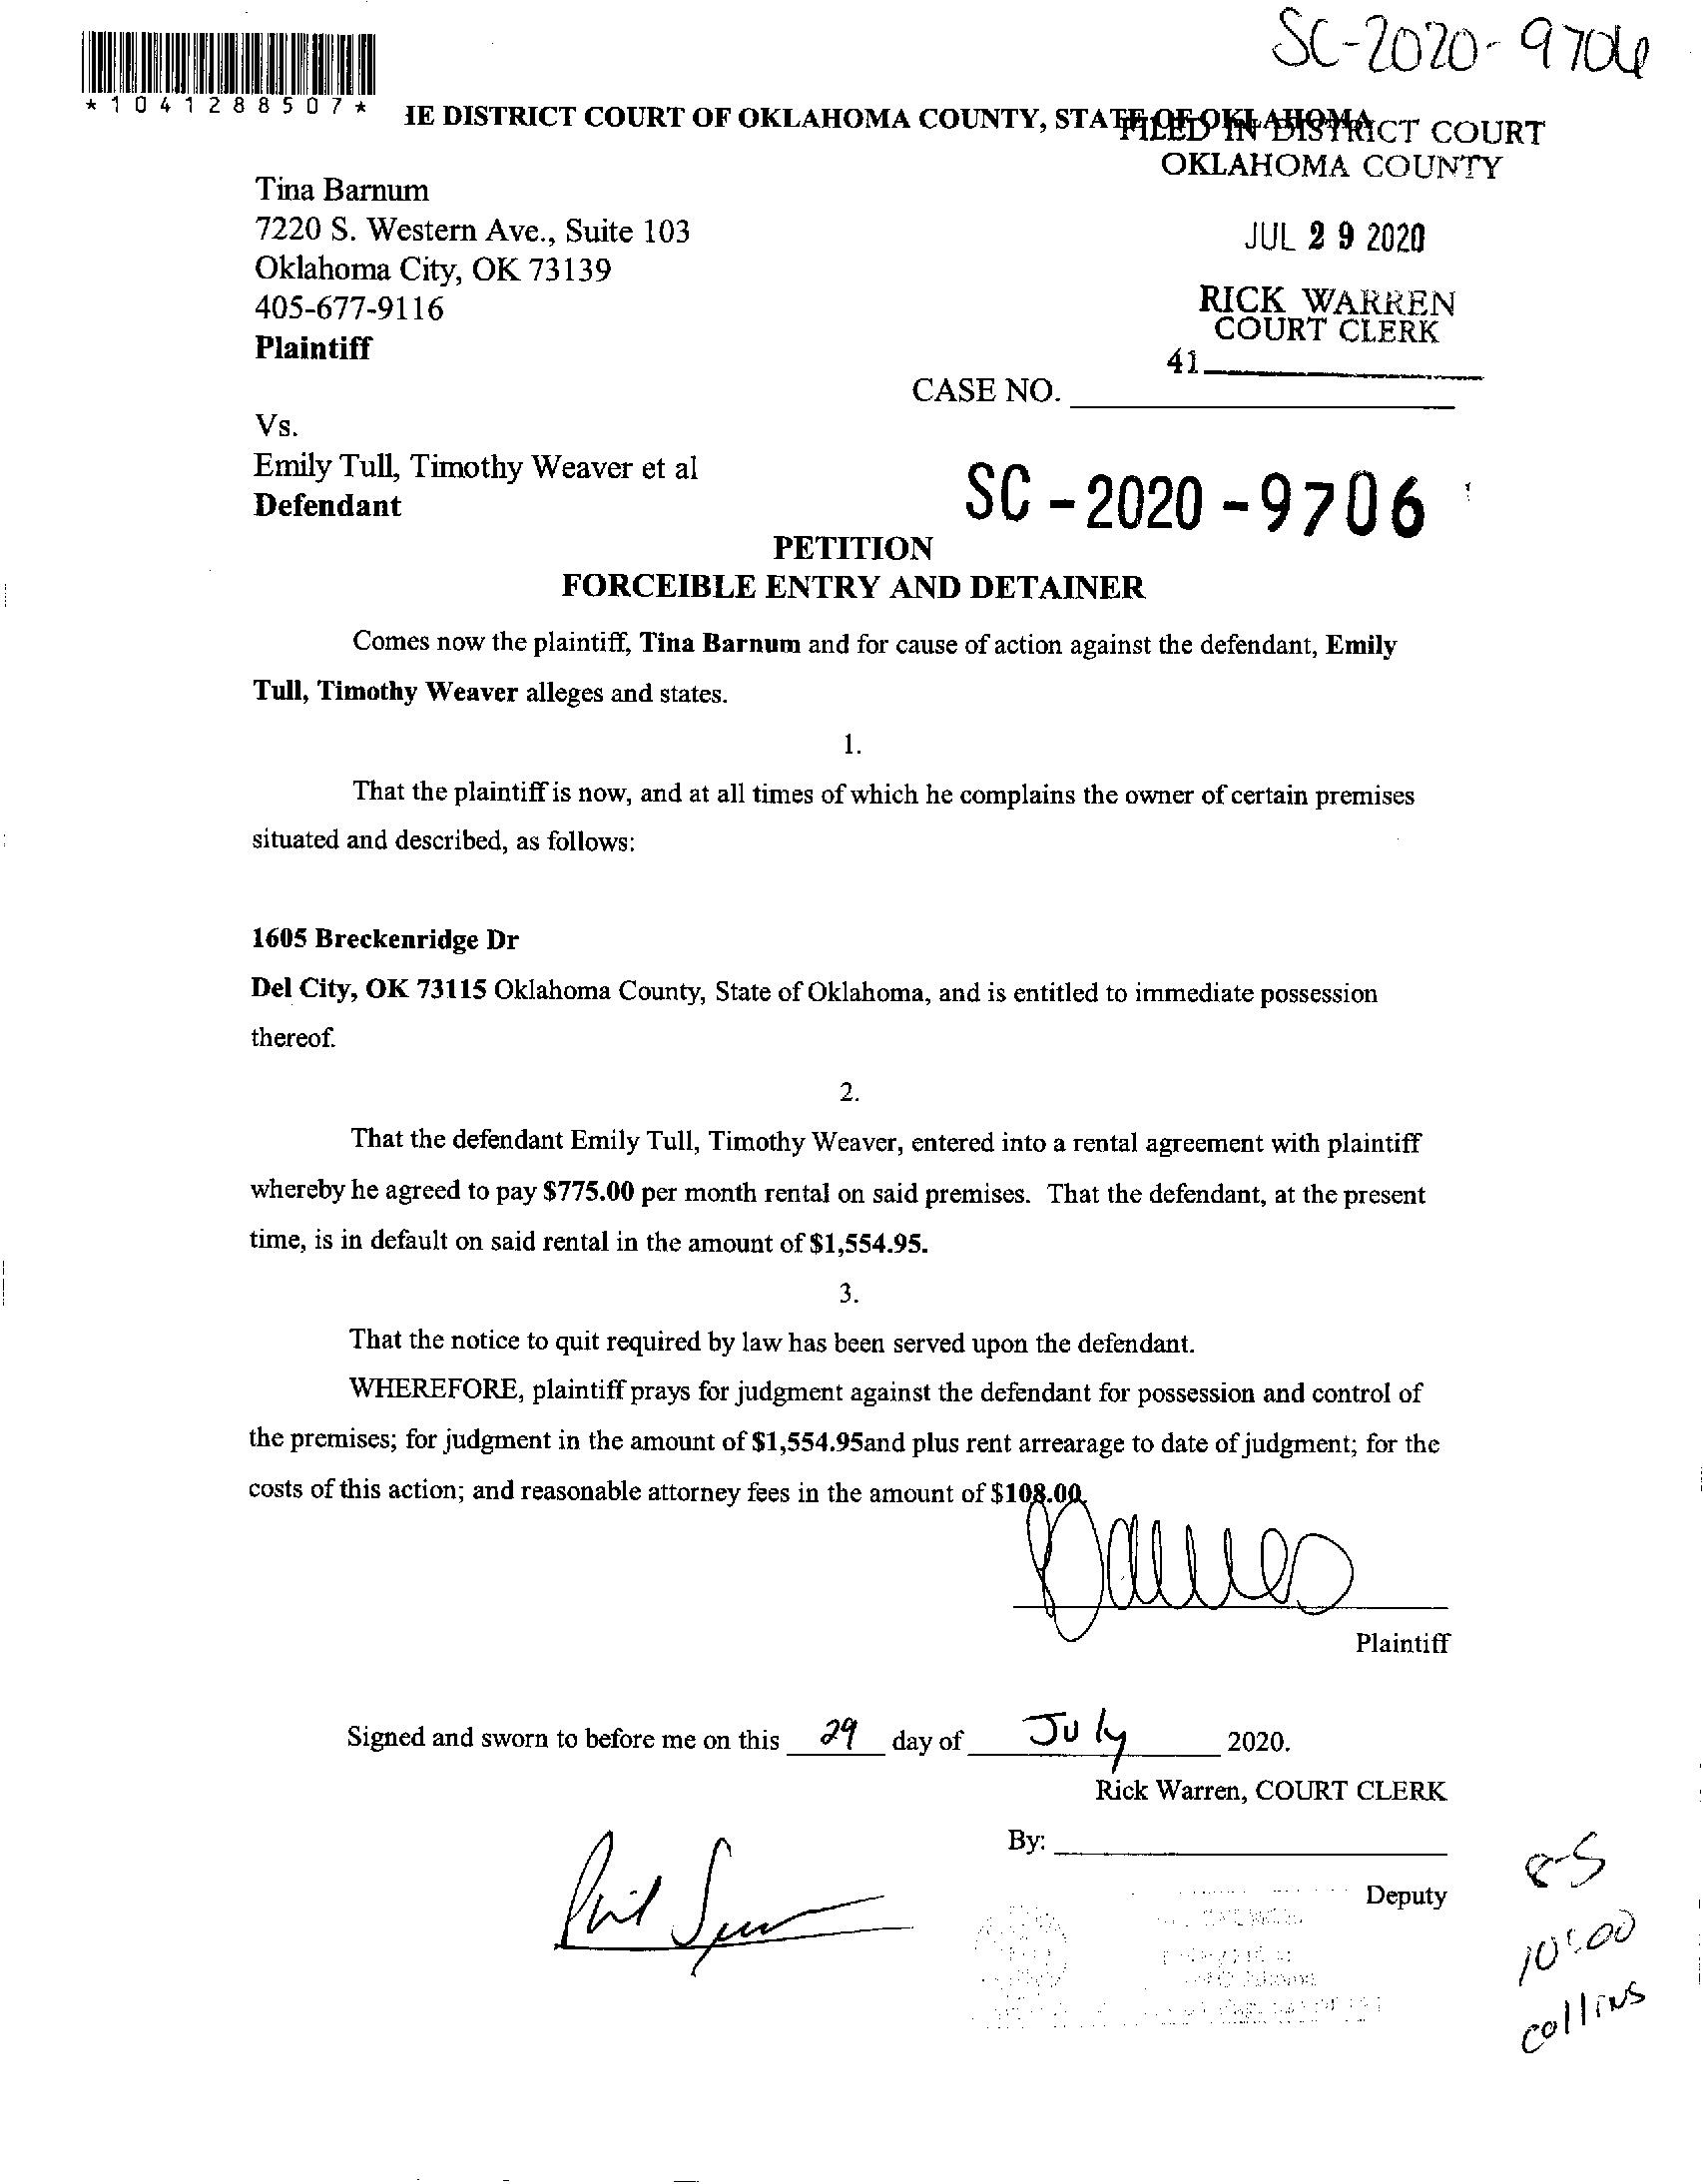 SC-2020-9706
*1041288507*
IE DISTRICT COURT OF OKLAHOMA COUNTY, STATE OF OKLAHOMA
FILED IN DISTRICT COURT
OKLAHOMA COUNTY
Tina Barnum
7220 S. Western Ave., Suite 103
JUL 29 2020
Oklahoma City, OK 73139
405-677-9116
RICK WARREN
COURT CLERK
Plaintiff
41
CASE NO.
Vs.
Emily Tull, Timothy Weaver et al
Defendant
SC-2020-9706
PETITION
FORCEIBLE ENTRY AND DETAINER
Comes now the plaintiff, Tina Barnum and for cause of action against the defendant, Emily
Tull, Timothy Weaver alleges and states.
1.
That the plaintiff is now, and at all times of which he complains the owner of certain premises
situated and described, as follows:
1605 Breckenridge Dr
Del City, OK 73115 Oklahoma County, State of Oklahoma, and is entitled to immediate possession
thereof.
2.
That the defendant Emily Tull, Timothy Weaver, entered into a rental agreement with plaintiff
whereby he agreed to pay $775.00 per month rental on said premises. That the defendant, at the present
time, is in default on said rental in the amount of $1,554.95.
3.
That the notice to quit required by law has been served upon the defendant.
WHEREFORE, plaintiff prays for judgment against the defendant for possession and control of
the premises; for judgment in the amount of $1,554.95and plus rent arrearage to date of judgment; for the
costs of this action; and reasonable attorney fees in the amount of $108.00.
Plaintiff
Signed and sworn to before me on this 29 day of July 2020.
Rick Warren, COURT CLERK
By:
Deputy
8-5
10:00
collins